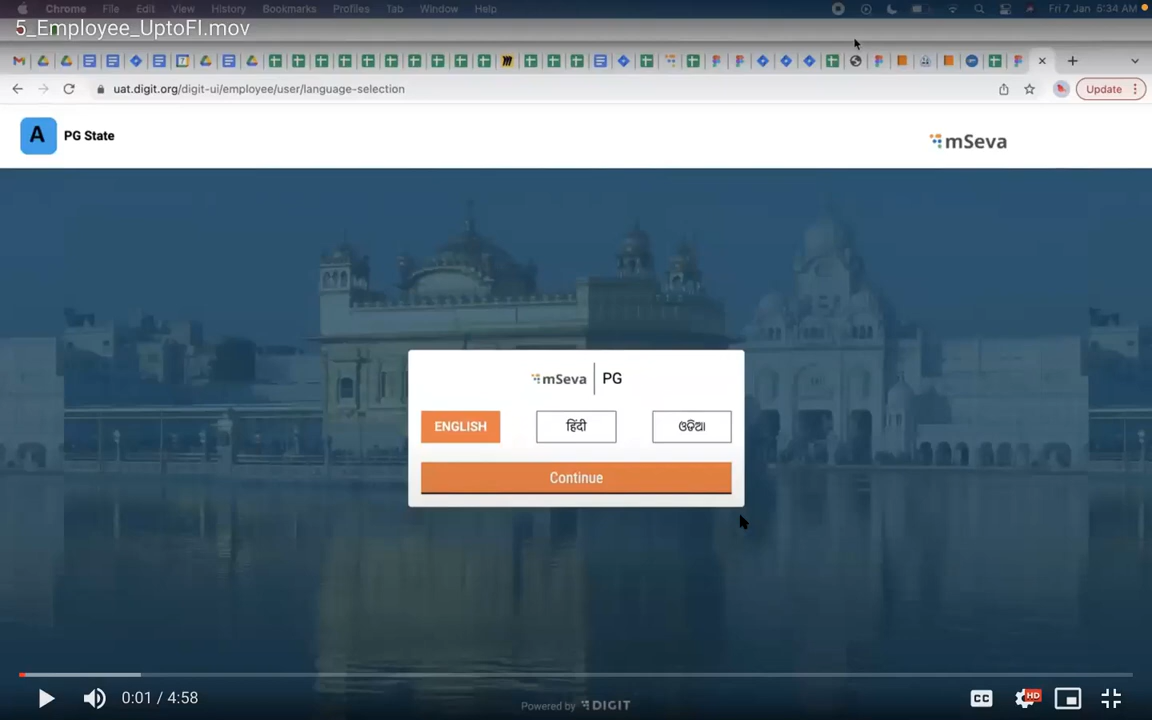 Chrome File Edit View History Bookmarks Profiles Tab Window Help Fri 7 Jan 5:34 AM
5_Employee_UptoFI.mov
uat.digit.org/digit-ui/employee/user/language-selection Update
A PG State mSeva
mSeva PG
ENGLISH हिंदी ଓଡ଼ିଆ
Continue
0:01 / 4:58 CC HD
Powered by DIGIT